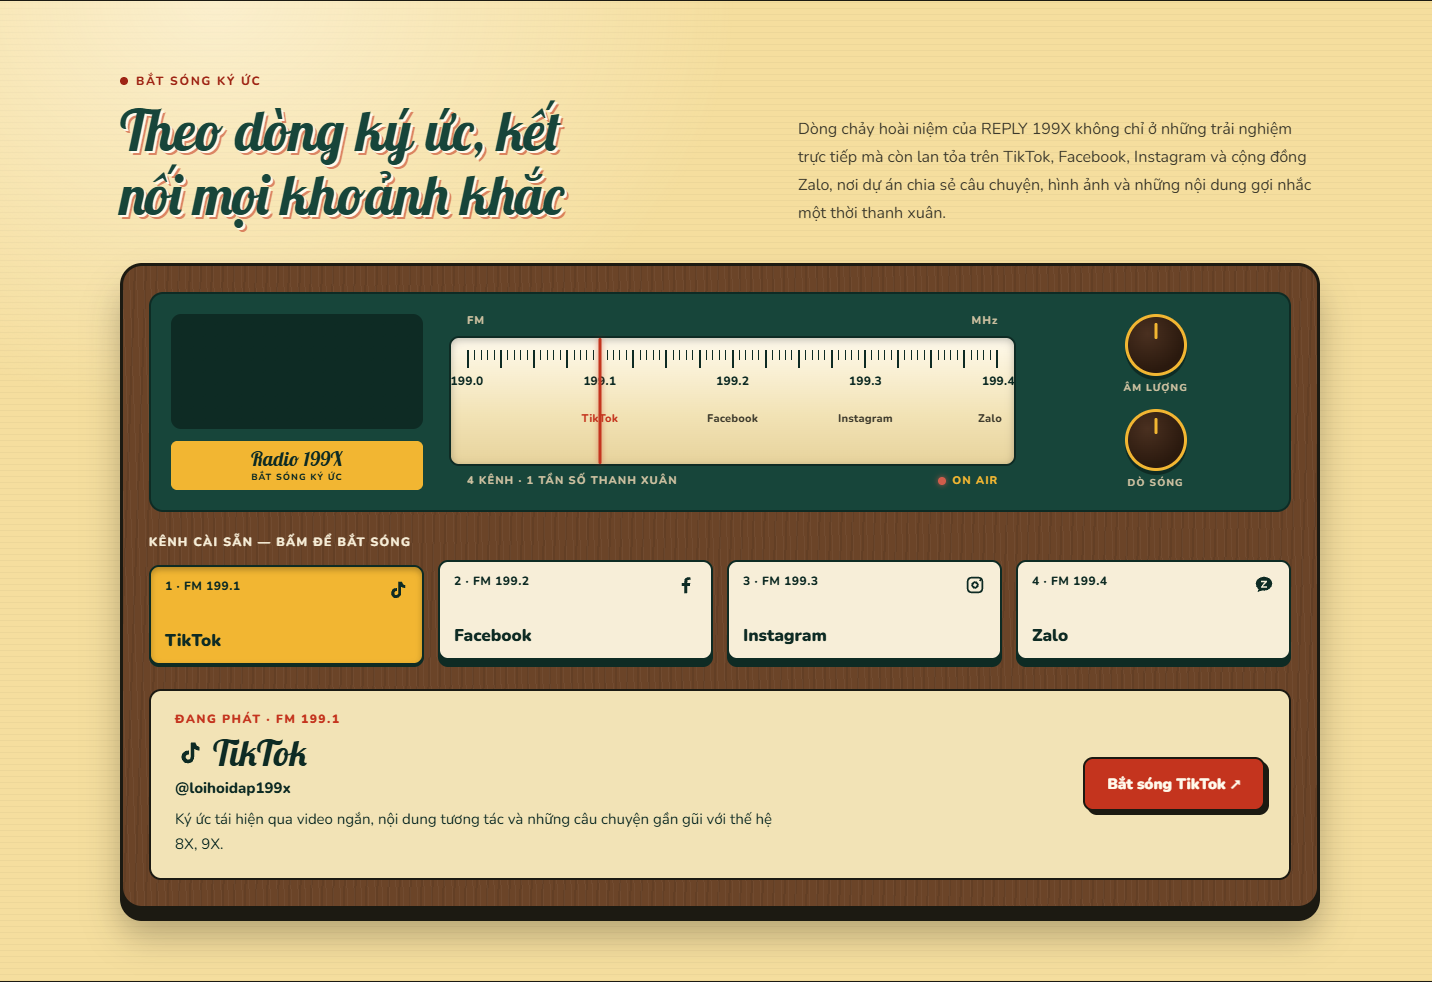 BẮT SÓNG KÝ ỨC
Theo dòng ký ức, kết
nối mọi khoảnh khắc
Dòng chảy hoài niệm của REPLY 199X không chỉ ở những trải nghiệm
trực tiếp mà còn lan tỏa trên TikTok, Facebook, Instagram và cộng đồng
Zalo, nơi dự án chia sẻ câu chuyện, hình ảnh và những nội dung gợi nhắc
một thời thanh xuân.
FM MHz
199.0 199.1 199.2 199.3 199.4
TikTok Facebook Instagram Zalo
4 KÊNH · 1 TẦN SỐ THANH XUÂN ON AIR
Radio 199X
BẮT SÓNG KÝ ỨC
ÂM LƯỢNG
DÒ SÓNG
KÊNH CÀI SẴN — BẤM ĐỂ BẮT SÓNG
1 · FM 199.1
TikTok
2 · FM 199.2
Facebook
3 · FM 199.3
Instagram
4 · FM 199.4
Z
Zalo
ĐANG PHÁT · FM 199.1
TikTok
@loihoidap199x
Ký ức tái hiện qua video ngắn, nội dung tương tác và những câu chuyện gần gũi với thế hệ
8X, 9X.
Bắt sóng TikTok ↗